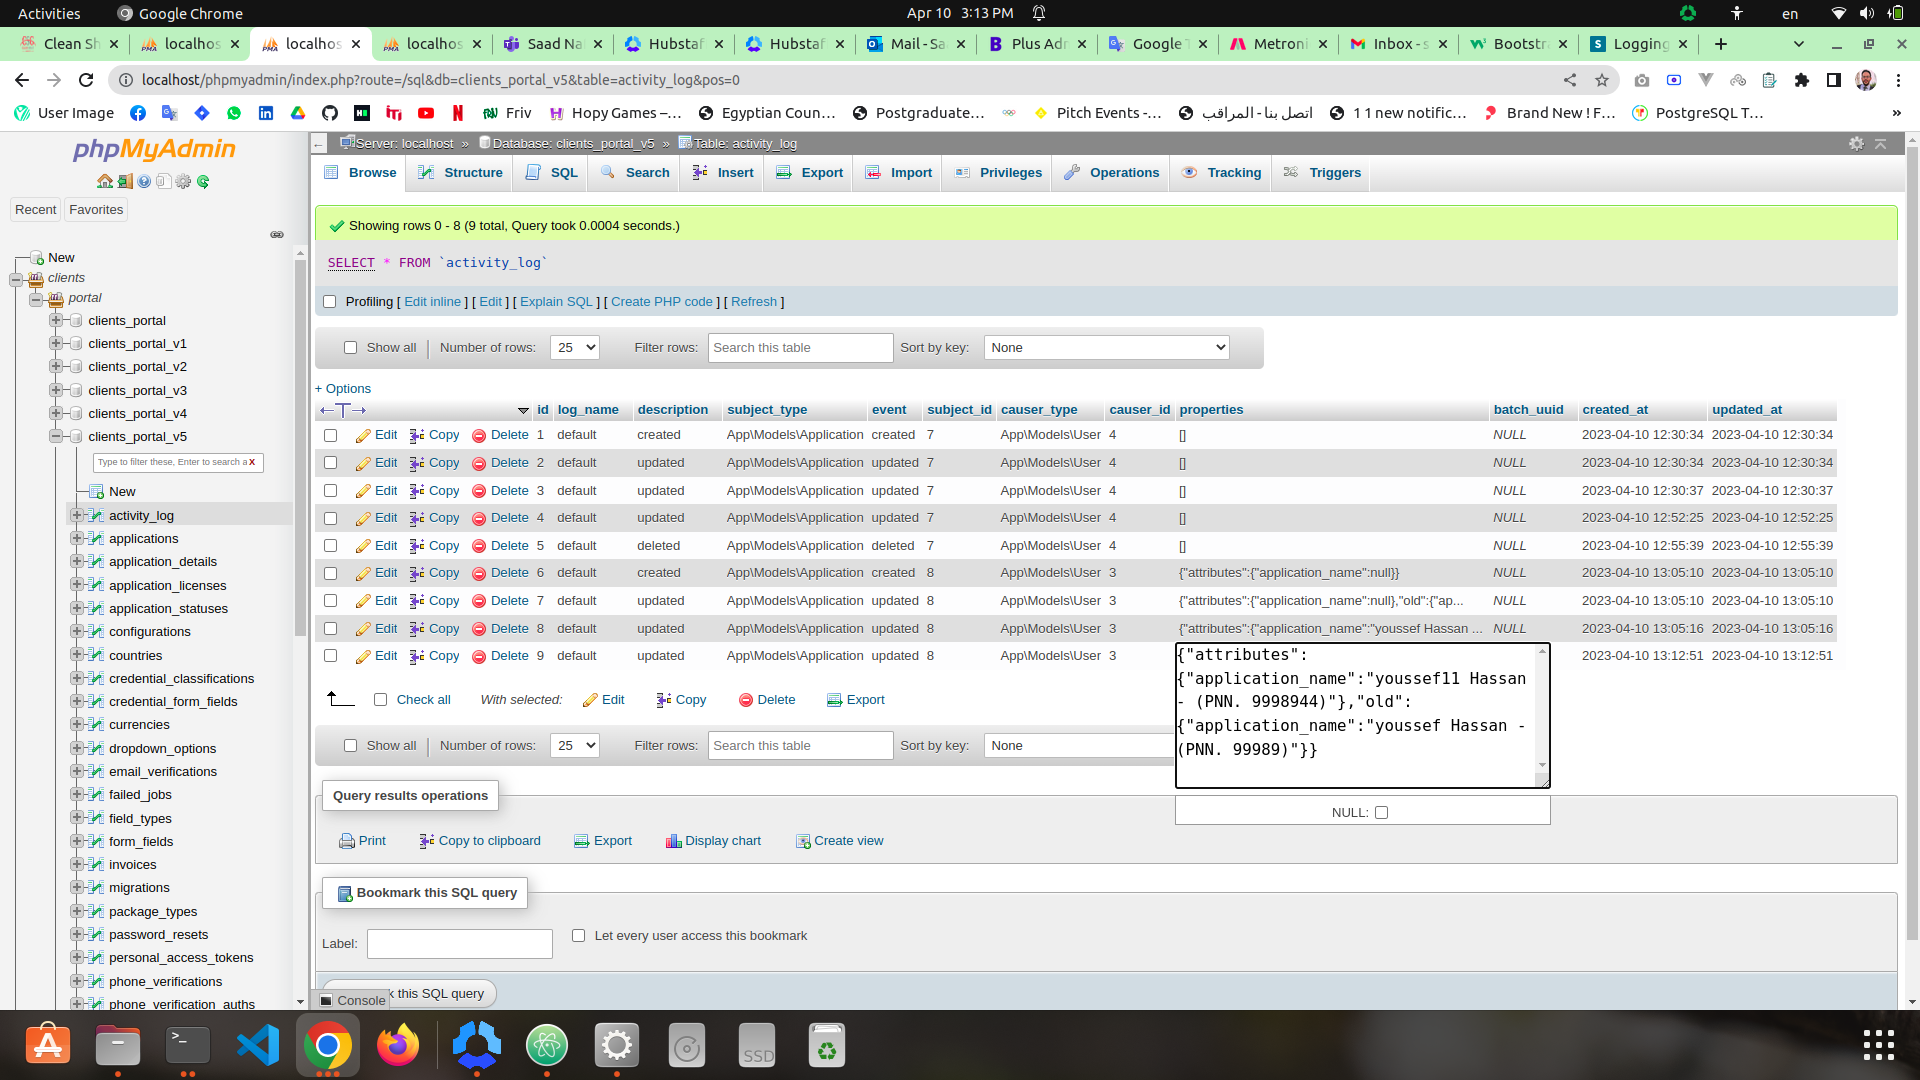 Activities
Google Chrome
Apr 10 3:13 PM
en
Clean Sh
localhos
localhos
localhos
Saad Na
Hubstaf
Hubstaf
Mail - Sa
Plus Adr
Google T
Metroni
Inbox - s
Bootstr
Logging
localhost/phpmyadmin/index.php?route=/sql&db=clients_portal_v5&table=activity_log&pos=0
User Image
Friv
Hopy Games –…
Egyptian Coun…
Postgraduate…
Pitch Events -…
اتصل بنا - المراقب
1 1 new notific…
Brand New ! F…
PostgreSQL T…
»
phpMyAdmin
Recent
Favorites
New
clients
portal
clients_portal
clients_portal_v1
clients_portal_v2
clients_portal_v3
clients_portal_v4
clients_portal_v5
Type to filter these, Enter to search a X
New
activity_log
applications
application_details
application_licenses
application_statuses
configurations
countries
credential_classifications
credential_form_fields
currencies
dropdown_options
email_verifications
failed_jobs
field_types
form_fields
invoices
migrations
package_types
password_resets
personal_access_tokens
phone_verifications
phone_verification_auths
Server: localhost » Database: clients_portal_v5 » Table: activity_log
Browse Structure SQL Search Insert Export Import Privileges Operations Tracking Triggers
Showing rows 0 - 8 (9 total, Query took 0.0004 seconds.)
SELECT * FROM `activity_log`
Profiling [ Edit inline ] [ Edit ] [ Explain SQL ] [ Create PHP code ] [ Refresh ]
Show all Number of rows: 25 Filter rows: Search this table Sort by key: None
+ Options
id log_name description subject_type event subject_id causer_type causer_id properties batch_uuid created_at updated_at
Edit Copy Delete 1 default created App\Models\Application created 7 App\Models\User 4 [] NULL 2023-04-10 12:30:34 2023-04-10 12:30:34
Edit Copy Delete 2 default updated App\Models\Application updated 7 App\Models\User 4 [] NULL 2023-04-10 12:30:34 2023-04-10 12:30:34
Edit Copy Delete 3 default updated App\Models\Application updated 7 App\Models\User 4 [] NULL 2023-04-10 12:30:37 2023-04-10 12:30:37
Edit Copy Delete 4 default updated App\Models\Application updated 7 App\Models\User 4 [] NULL 2023-04-10 12:52:25 2023-04-10 12:52:25
Edit Copy Delete 5 default deleted App\Models\Application deleted 7 App\Models\User 4 [] NULL 2023-04-10 12:55:39 2023-04-10 12:55:39
Edit Copy Delete 6 default created App\Models\Application created 8 App\Models\User 3 {"attributes":{"application_name":null}} NULL 2023-04-10 13:05:10 2023-04-10 13:05:10
Edit Copy Delete 7 default updated App\Models\Application updated 8 App\Models\User 3 {"attributes":{"application_name":null},"old":{"ap... NULL 2023-04-10 13:05:10 2023-04-10 13:05:10
Edit Copy Delete 8 default updated App\Models\Application updated 8 App\Models\User 3 {"attributes":{"application_name":"youssef Hassan ... NULL 2023-04-10 13:05:16 2023-04-10 13:05:16
Edit Copy Delete 9 default updated App\Models\Application updated 8 App\Models\User 3 2023-04-10 13:12:51 2023-04-10 13:12:51
{"attributes":
{"application_name":"youssef11 Hassan
- (PNN. 9998944)"},"old":
{"application_name":"youssef Hassan -
(PNN. 99989)"}}
NULL:
Check all With selected: Edit Copy Delete Export
Show all Number of rows: 25 Filter rows: Search this table Sort by key: None
Query results operations
Print Copy to clipboard Export Display chart Create view
Bookmark this SQL query
Label: Let every user access this bookmark
k this SQL query
Console
SSD